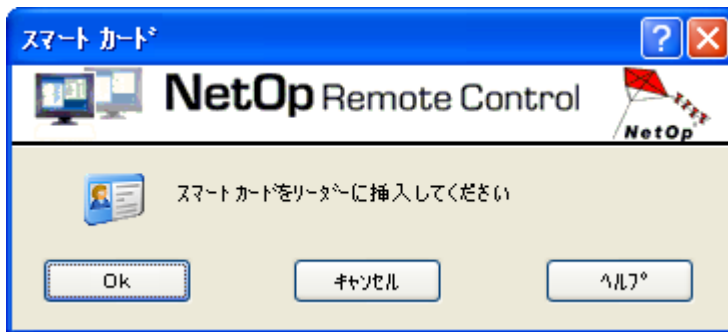 スマート カード
NetOp Remote Control
NetOp
スマート カードをリーダーに挿入してください
Ok
キャンセル
ヘルプ